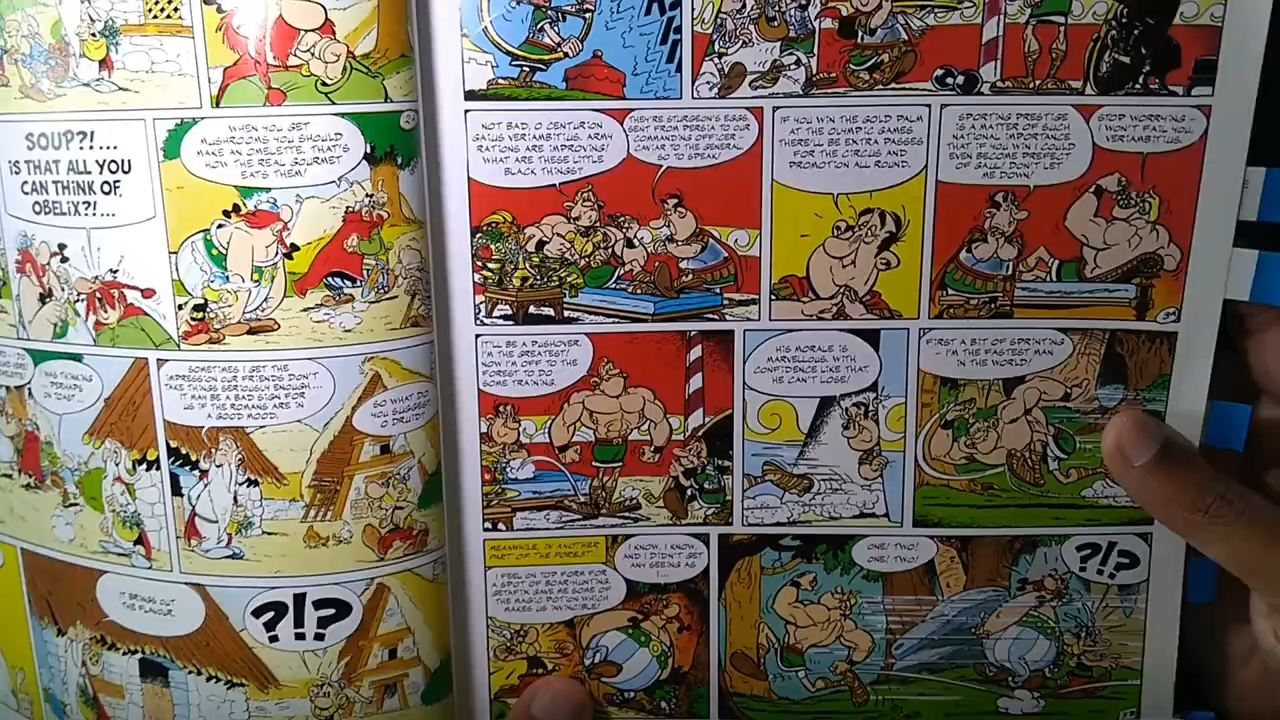 SOUP?!...
IS THAT ALL YOU
CAN THINK OF,
OBELIX?!...
WHEN YOU GET
MUSHROOMS, YOU SHOULD
MAKE AN OMELETTE. THAT'S
HOW THE REAL GOURMET
EATS THEM!
WAS THINKING
- PERHAPS
ON TOAST...
SOMETIMES I GET THE
IMPRESSION OUR FRIENDS DON'T
TAKE THINGS SERIOUSLY ENOUGH...
IT MAY BE A BAD SIGN FOR
US IF THE ROMANS ARE IN
A GOOD MOOD.
SO WHAT DO
YOU SUGGEST,
O DRUID?
IT BRINGS OUT
THE FLAVOUR.
?!?
NOT BAD, O CENTURION
GAIUS VERIAMBITIUS. ARMY
RATIONS ARE IMPROVING!
WHAT ARE THESE LITTLE
BLACK THINGS?
THEY'RE STURGEON'S EGGS,
SENT FROM PERSIA TO OUR
COMMANDING OFFICER -
CAVIAR TO THE GENERAL,
SO TO SPEAK!
IF YOU WIN THE GOLD PALM
AT THE OLYMPIC GAMES
THERE'LL BE EXTRA PASSES
FOR THE CIRCUS AND
PROMOTION ALL ROUND.
SPORTING PRESTIGE
IS A MATTER OF SUCH
NATIONAL IMPORTANCE
THAT IF YOU WIN I COULD
EVEN BECOME PREFECT
OF GAUL! DON'T LET
ME DOWN!
STOP WORRYING -
I WON'T FAIL YOU,
VERIAMBITIUS.
3A
IT'LL BE A PUSHOVER.
I'M THE GREATEST!
NOW I'M OFF TO THE
FOREST TO DO
SOME TRAINING.
HIS MORALE IS
MARVELLOUS. WITH
CONFIDENCE LIKE THAT
HE CAN'T LOSE!
FIRST A BIT OF SPRINTING
- I'M THE FASTEST MAN
IN THE WORLD!
MEANWHILE, IN ANOTHER
PART OF THE FOREST...
I FEEL ON TOP FORM FOR
A SPOT OF BOAR-HUNTING.
GETAFIX GAVE ME SOME OF
THE MAGIC POTION WHICH
MAKES US INVINCIBLE!
I KNOW, I KNOW,
AND I DIDN'T GET
ANY SEEING AS
I...
ONE! TWO!
ONE! TWO!
?!?